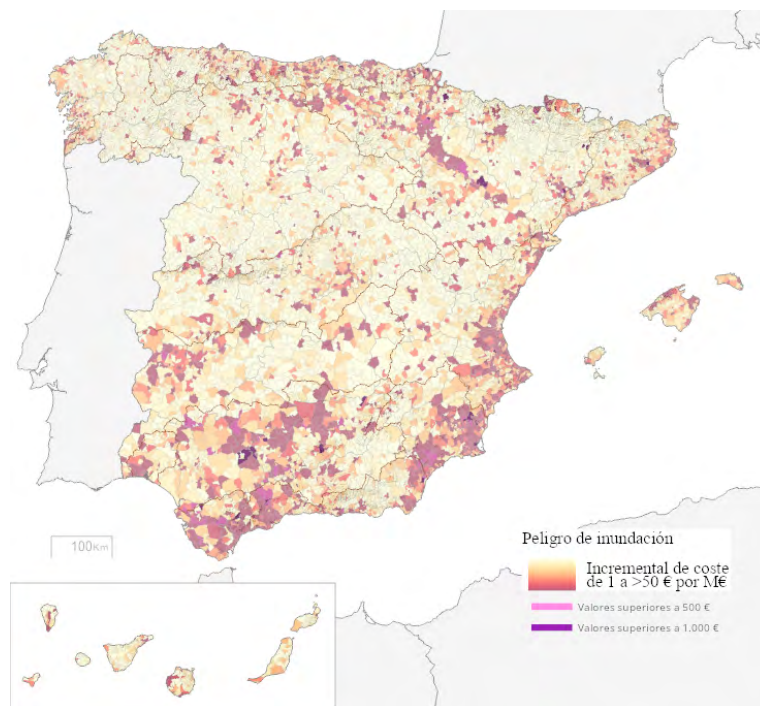 100Km
Peligro de inundación
Incremental de coste
de 1 a >50 € por M€
Valores superiores a 500 €
Valores superiores a 1.000 €